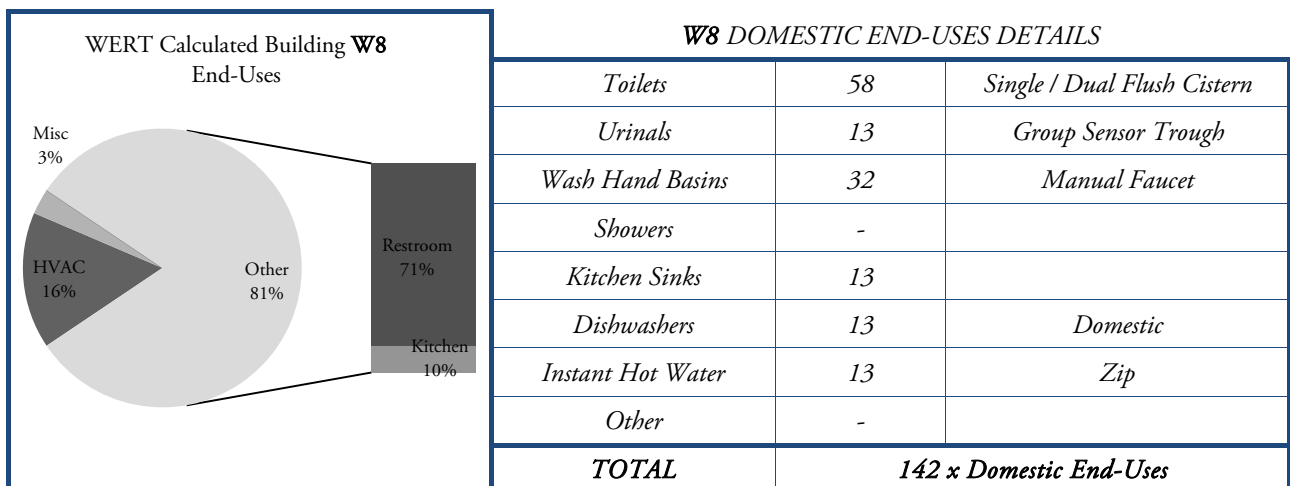 WERT Calculated Building W8
End-Uses
Misc
3%
HVAC
16%
Other
81%
Restroom
71%
Kitchen
10%
W8 DOMESTIC END-USES DETAILS
Toilets 58 Single / Dual Flush Cistern
Urinals 13 Group Sensor Trough
Wash Hand Basins 32 Manual Faucet
Showers -
Kitchen Sinks 13
Dishwashers 13 Domestic
Instant Hot Water 13 Zip
Other -
TOTAL 142 x Domestic End-Uses